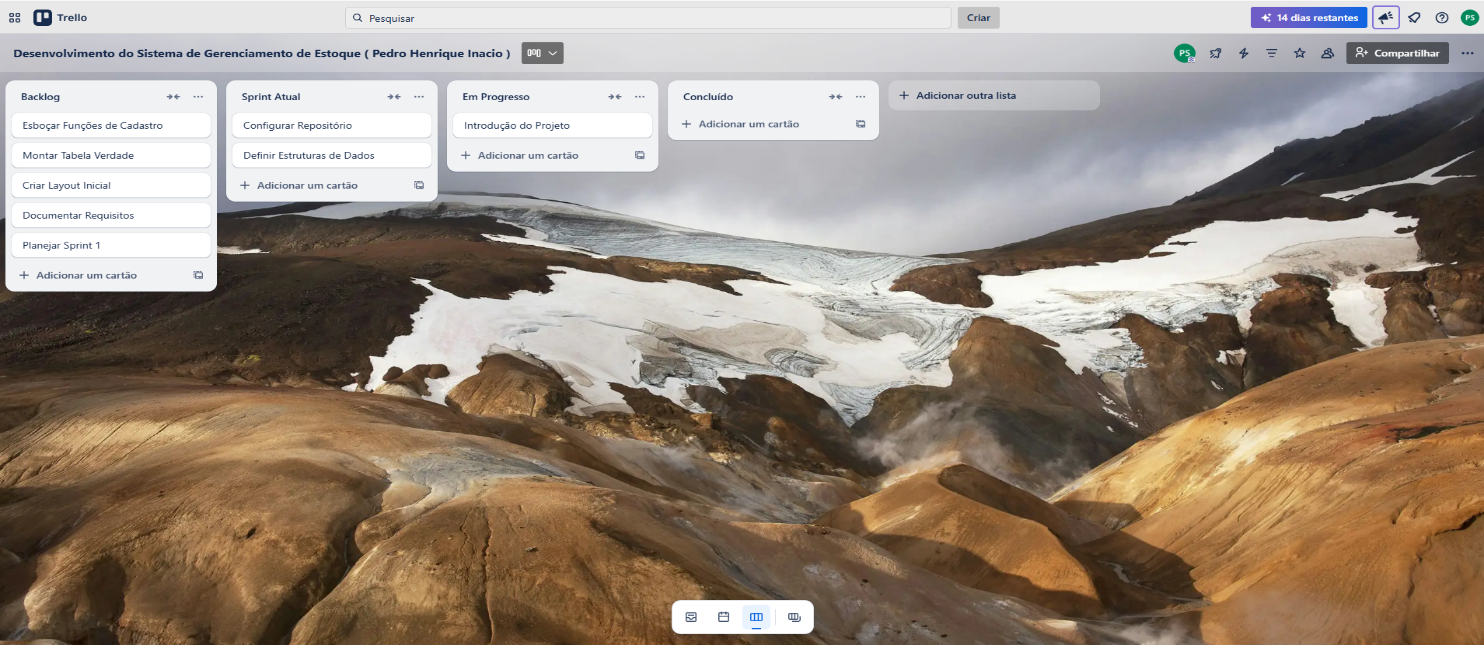 Trello
Pesquisar
Criar
14 dias restantes
PS
Desenvolvimento do Sistema de Gerenciamento de Estoque ( Pedro Henrique Inacio )
PS
Compartilhar
Backlog
Esboçar Funções de Cadastro
Montar Tabela Verdade
Criar Layout Inicial
Documentar Requisitos
Planejar Sprint 1
Adicionar um cartão
Sprint Atual
Configurar Repositório
Definir Estruturas de Dados
Adicionar um cartão
Em Progresso
Introdução do Projeto
Adicionar um cartão
Concluído
Adicionar um cartão
Adicionar outra lista